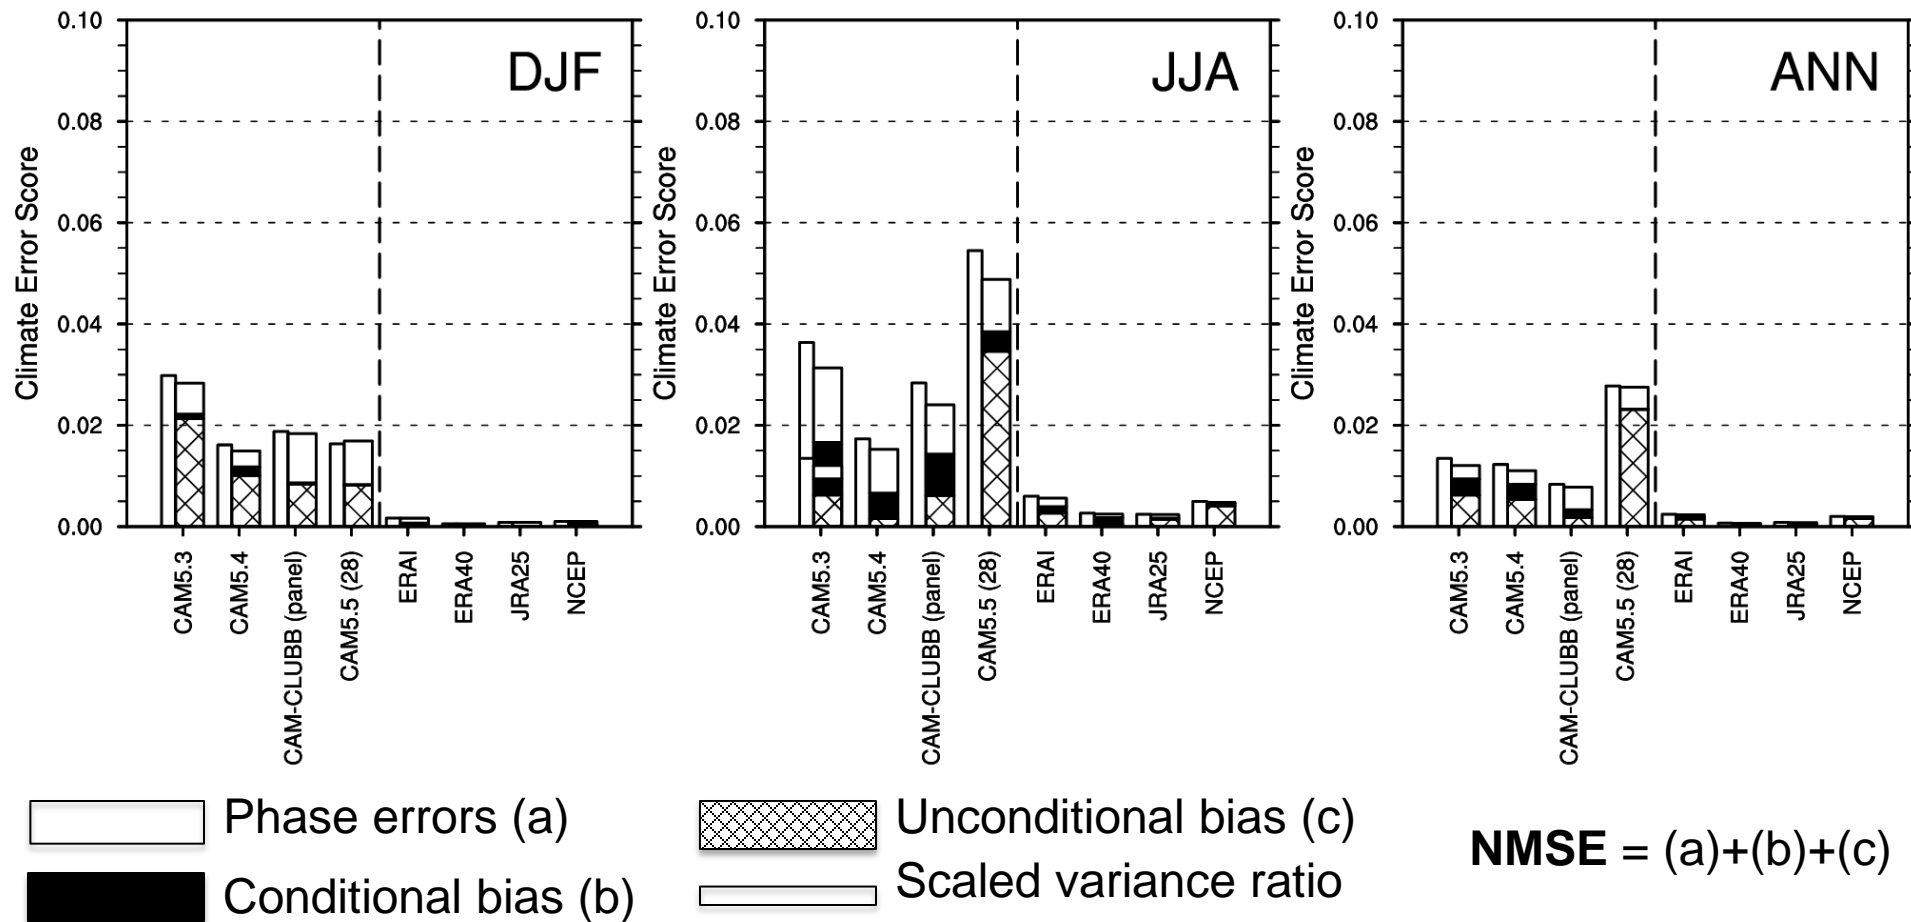 DJF
Climate Error Score
0.10
0.08
0.06
0.04
0.02
0.00
CAM5.3
CAM5.4
CAM-CLUBB (panel)
CAM5.5 (28)
ERAI
ERA40
JRA25
NCEP
JJA
Climate Error Score
0.10
0.08
0.06
0.04
0.02
0.00
CAM5.3
CAM5.4
CAM-CLUBB (panel)
CAM5.5 (28)
ERAI
ERA40
JRA25
NCEP
ANN
Climate Error Score
0.10
0.08
0.06
0.04
0.02
0.00
CAM5.3
CAM5.4
CAM-CLUBB (panel)
CAM5.5 (28)
ERAI
ERA40
JRA25
NCEP
Phase errors (a)
Conditional bias (b)
Unconditional bias (c)
Scaled variance ratio
NMSE = (a)+(b)+(c)